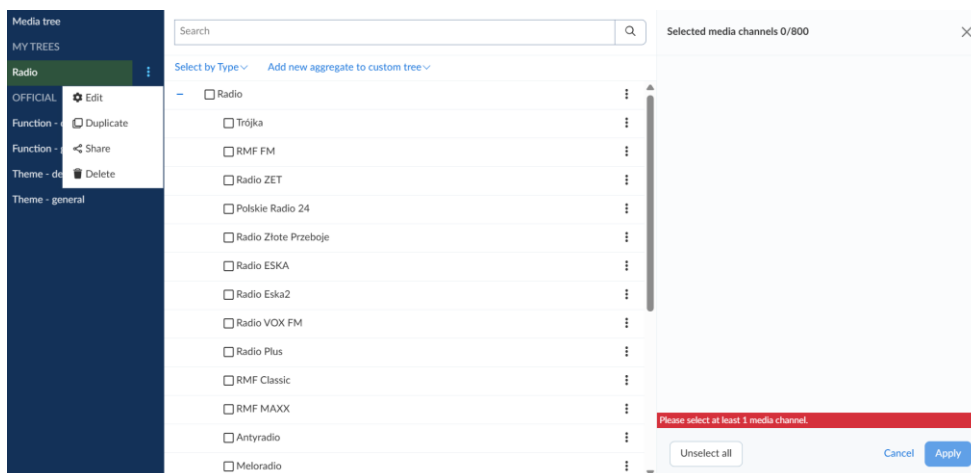 Media tree
MY TREES
Radio
OFFICIAL
Edit
Duplicate
Function -
Share
Function -
Delete
Theme - de
Theme - general
Search
Select by Type
Add new aggregate to custom tree
Radio
Trójka
RMF FM
Radio ZET
Polskie Radio 24
Radio Złote Przeboje
Radio ESKA
Radio Eska2
Radio VOX FM
Radio Plus
RMF Classic
RMF MAXX
Antyradio
Meloradio
Selected media channels 0/800
Please select at least 1 media channel.
Unselect all
Cancel
Apply